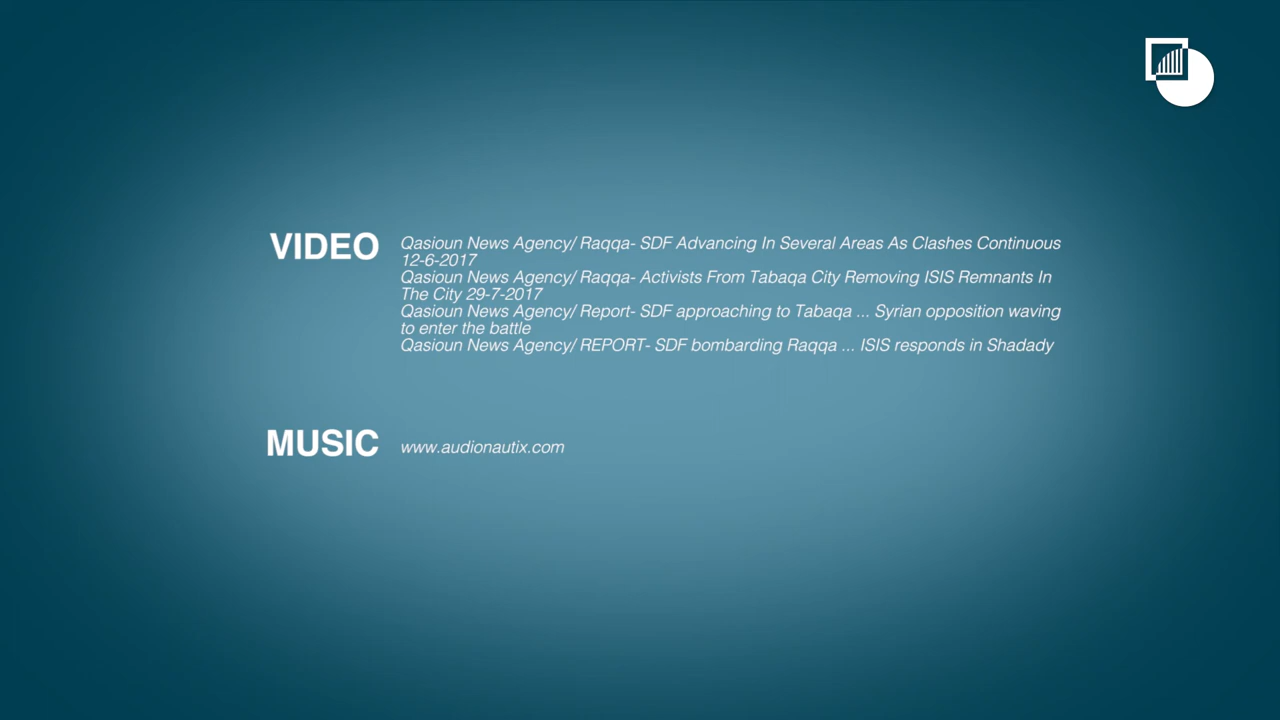 VIDEO
Qasioun News Agency/ Raqqa- SDF Advancing In Several Areas As Clashes Continuous
12-6-2017
Qasioun News Agency/ Raqqa- Activists From Tabaqa City Removing ISIS Remnants In
The City 29-7-2017
Qasioun News Agency/ Report- SDF approaching to Tabaqa ... Syrian opposition waving
to enter the battle
Qasioun News Agency/ REPORT- SDF bombarding Raqqa ... ISIS responds in Shadady
MUSIC
www.audionautix.com